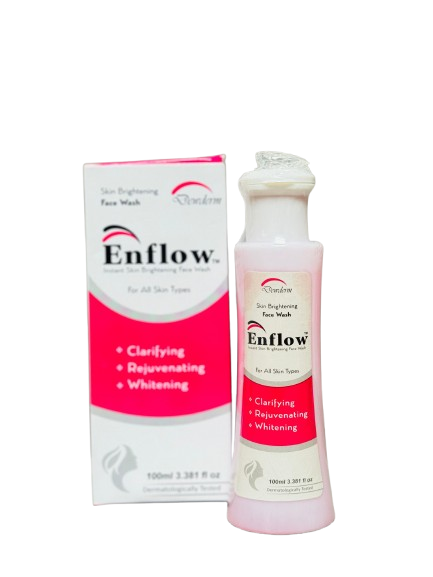 Skin Brightening
Face Wash
Dewderm
Enflow™
Instant Skin Brightening Face Wash
For All Skin Types
Clarifying
Rejuvenating
Whitening
100ml 3.381 fl oz
Dermatologically Tested
Dewderm
Skin Brightening
Face Wash
Enflow™
Instant Skin Brightening Face Wash
For All Skin Types
Clarifying
Rejuvenating
Whitening
100ml 3.381 fl oz
Dermatologically Tested